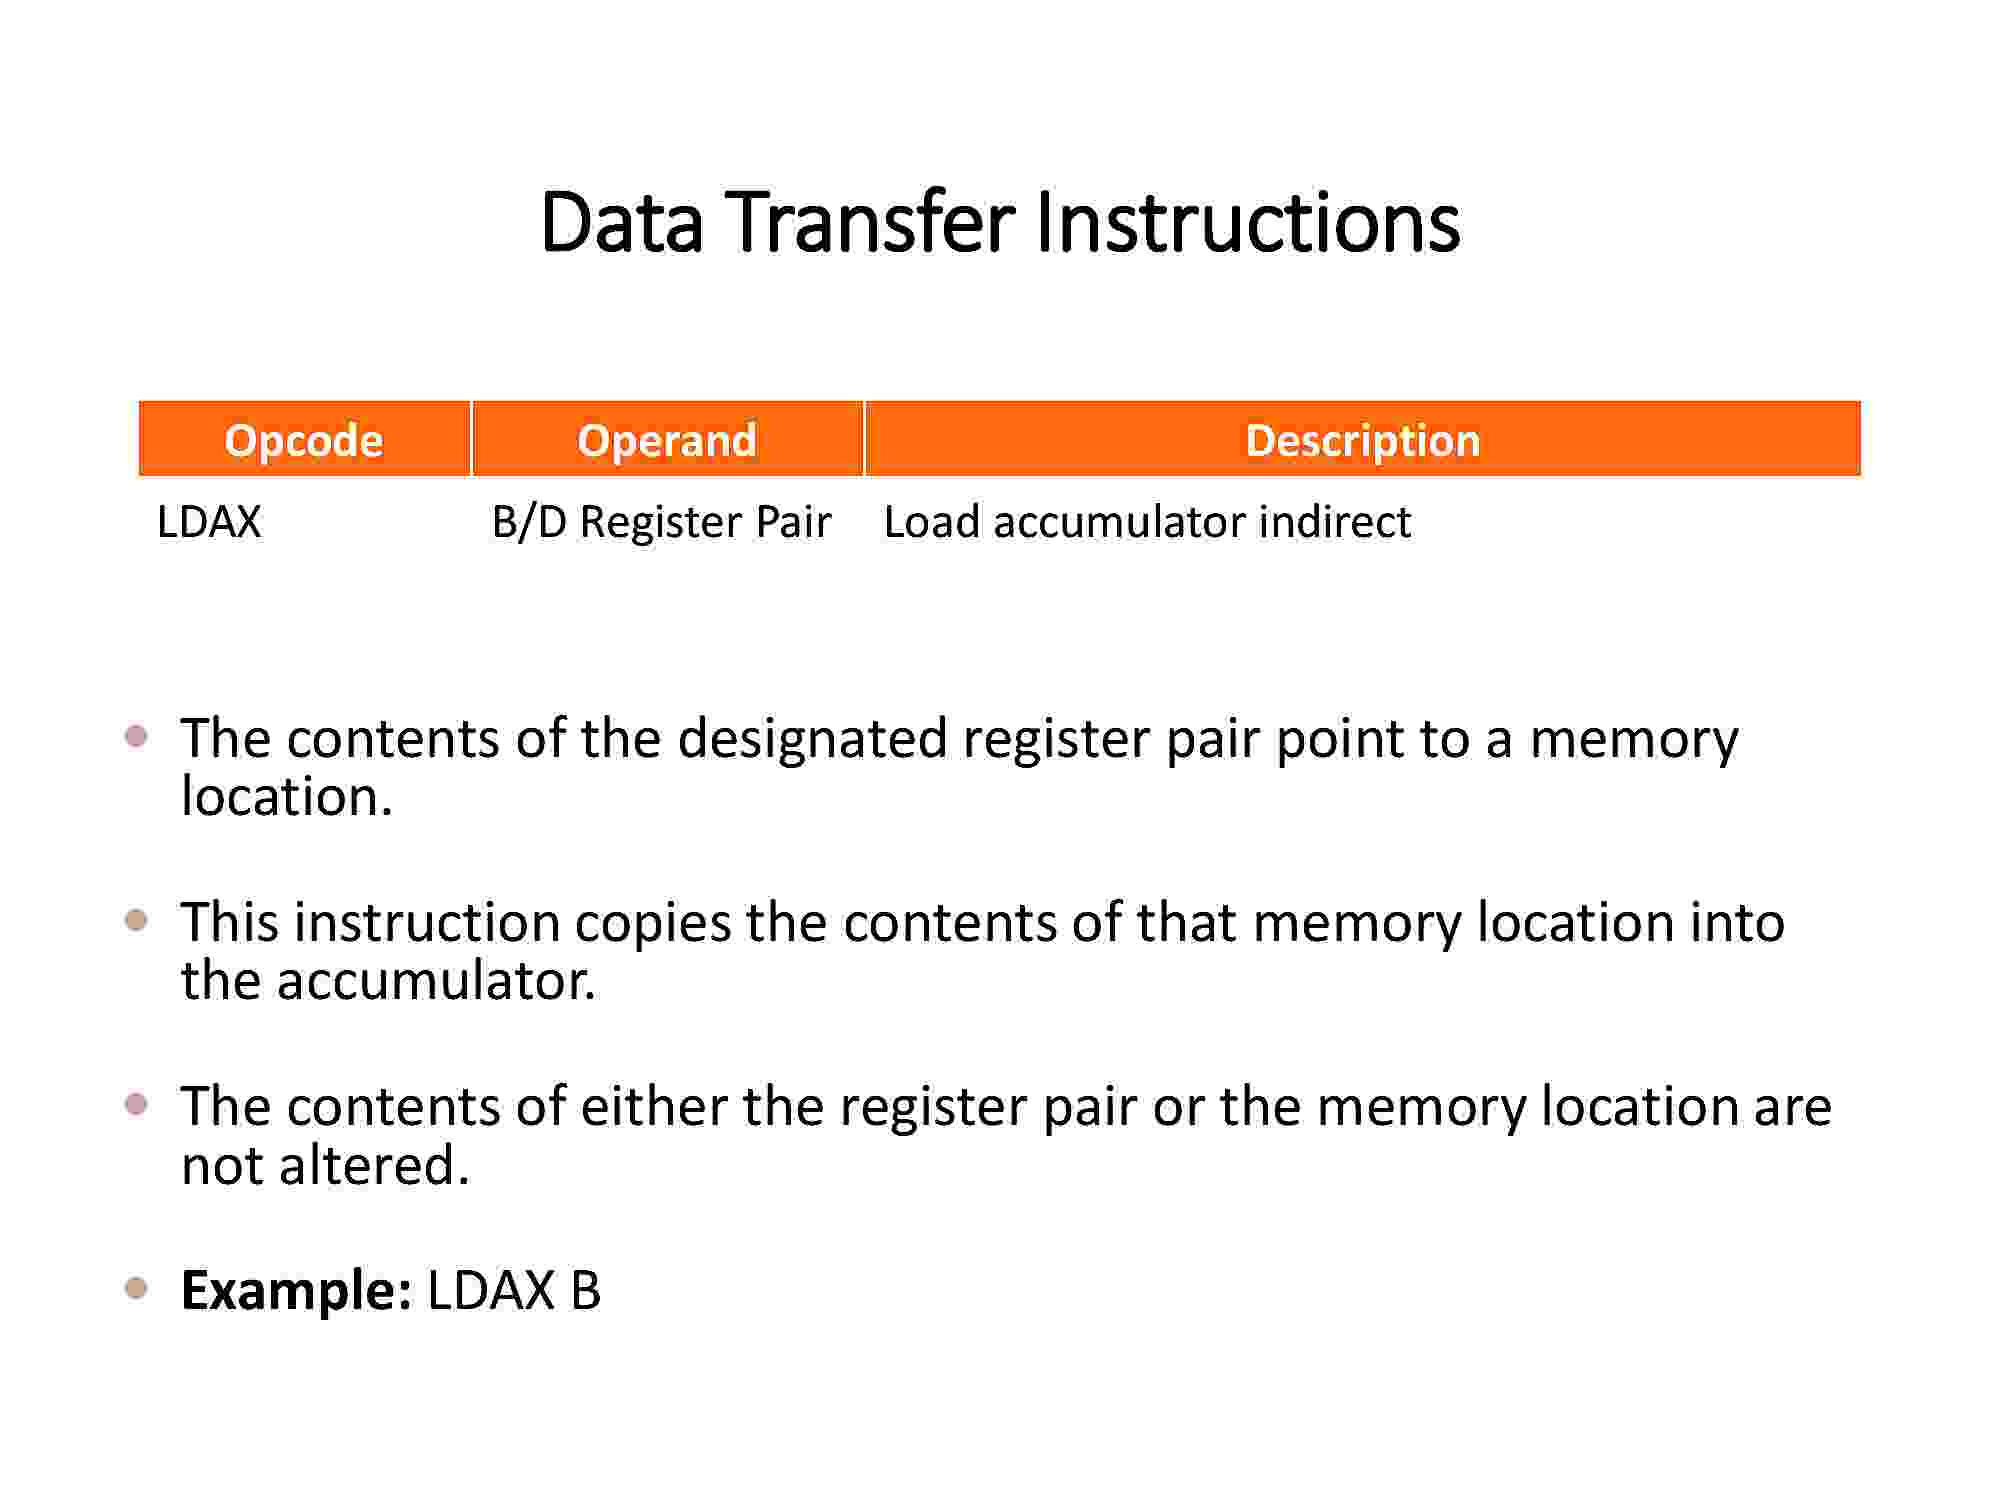 Data Transfer Instructions
Opcode Operand Description
LDAX B/D Register Pair Load accumulator indirect
• The contents of the designated register pair point to a memory
location.
• This instruction copies the contents of that memory location into
the accumulator.
• The contents of either the register pair or the memory location are
not altered.
• Example: LDAX B